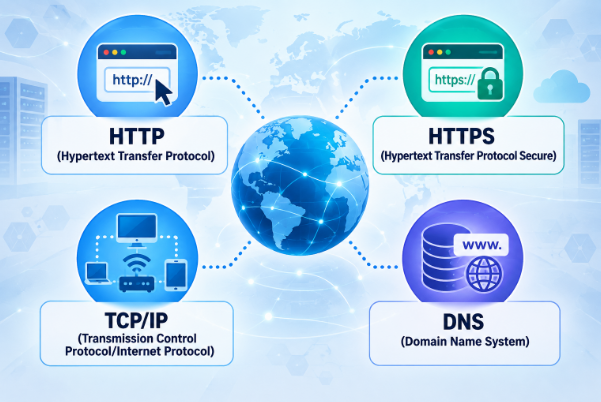 http://
HTTP
(Hypertext Transfer Protocol)
https://
HTTPS
(Hypertext Transfer Protocol Secure)
TCP/IP
(Transmission Control
Protocol/Internet Protocol)
www.
DNS
(Domain Name System)